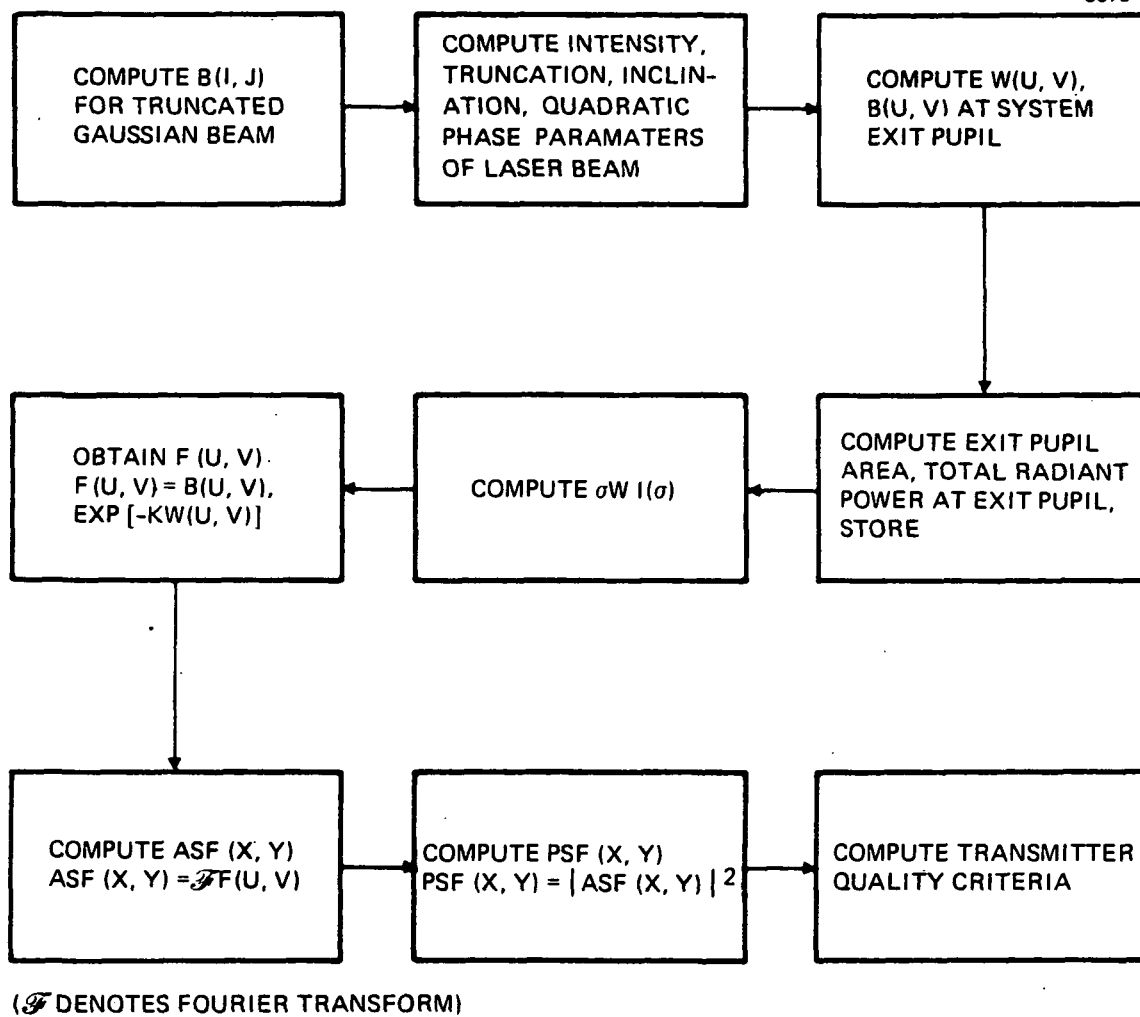 COMPUTE B(I, J)
FOR TRUNCATED
GAUSSIAN BEAM
COMPUTE INTENSITY,
TRUNCATION, INCLIN-
ATION, QUADRATIC
PHASE PARAMATERS
OF LASER BEAM
COMPUTE W(U, V),
B(U, V) AT SYSTEM
EXIT PUPIL
OBTAIN F (U, V)
F(U, V) = B(U, V),
EXP [-KW(U, V)]
COMPUTE σW I(σ)
COMPUTE EXIT PUPIL
AREA, TOTAL RADIANT
POWER AT EXIT PUPIL,
STORE
COMPUTE ASF (X, Y)
ASF (X, Y) = ℱF(U, V)
COMPUTE PSF (X, Y)
PSF (X, Y) = | ASF (X, Y) | 2
COMPUTE TRANSMITTER
QUALITY CRITERIA
(ℱ DENOTES FOURIER TRANSFORM)